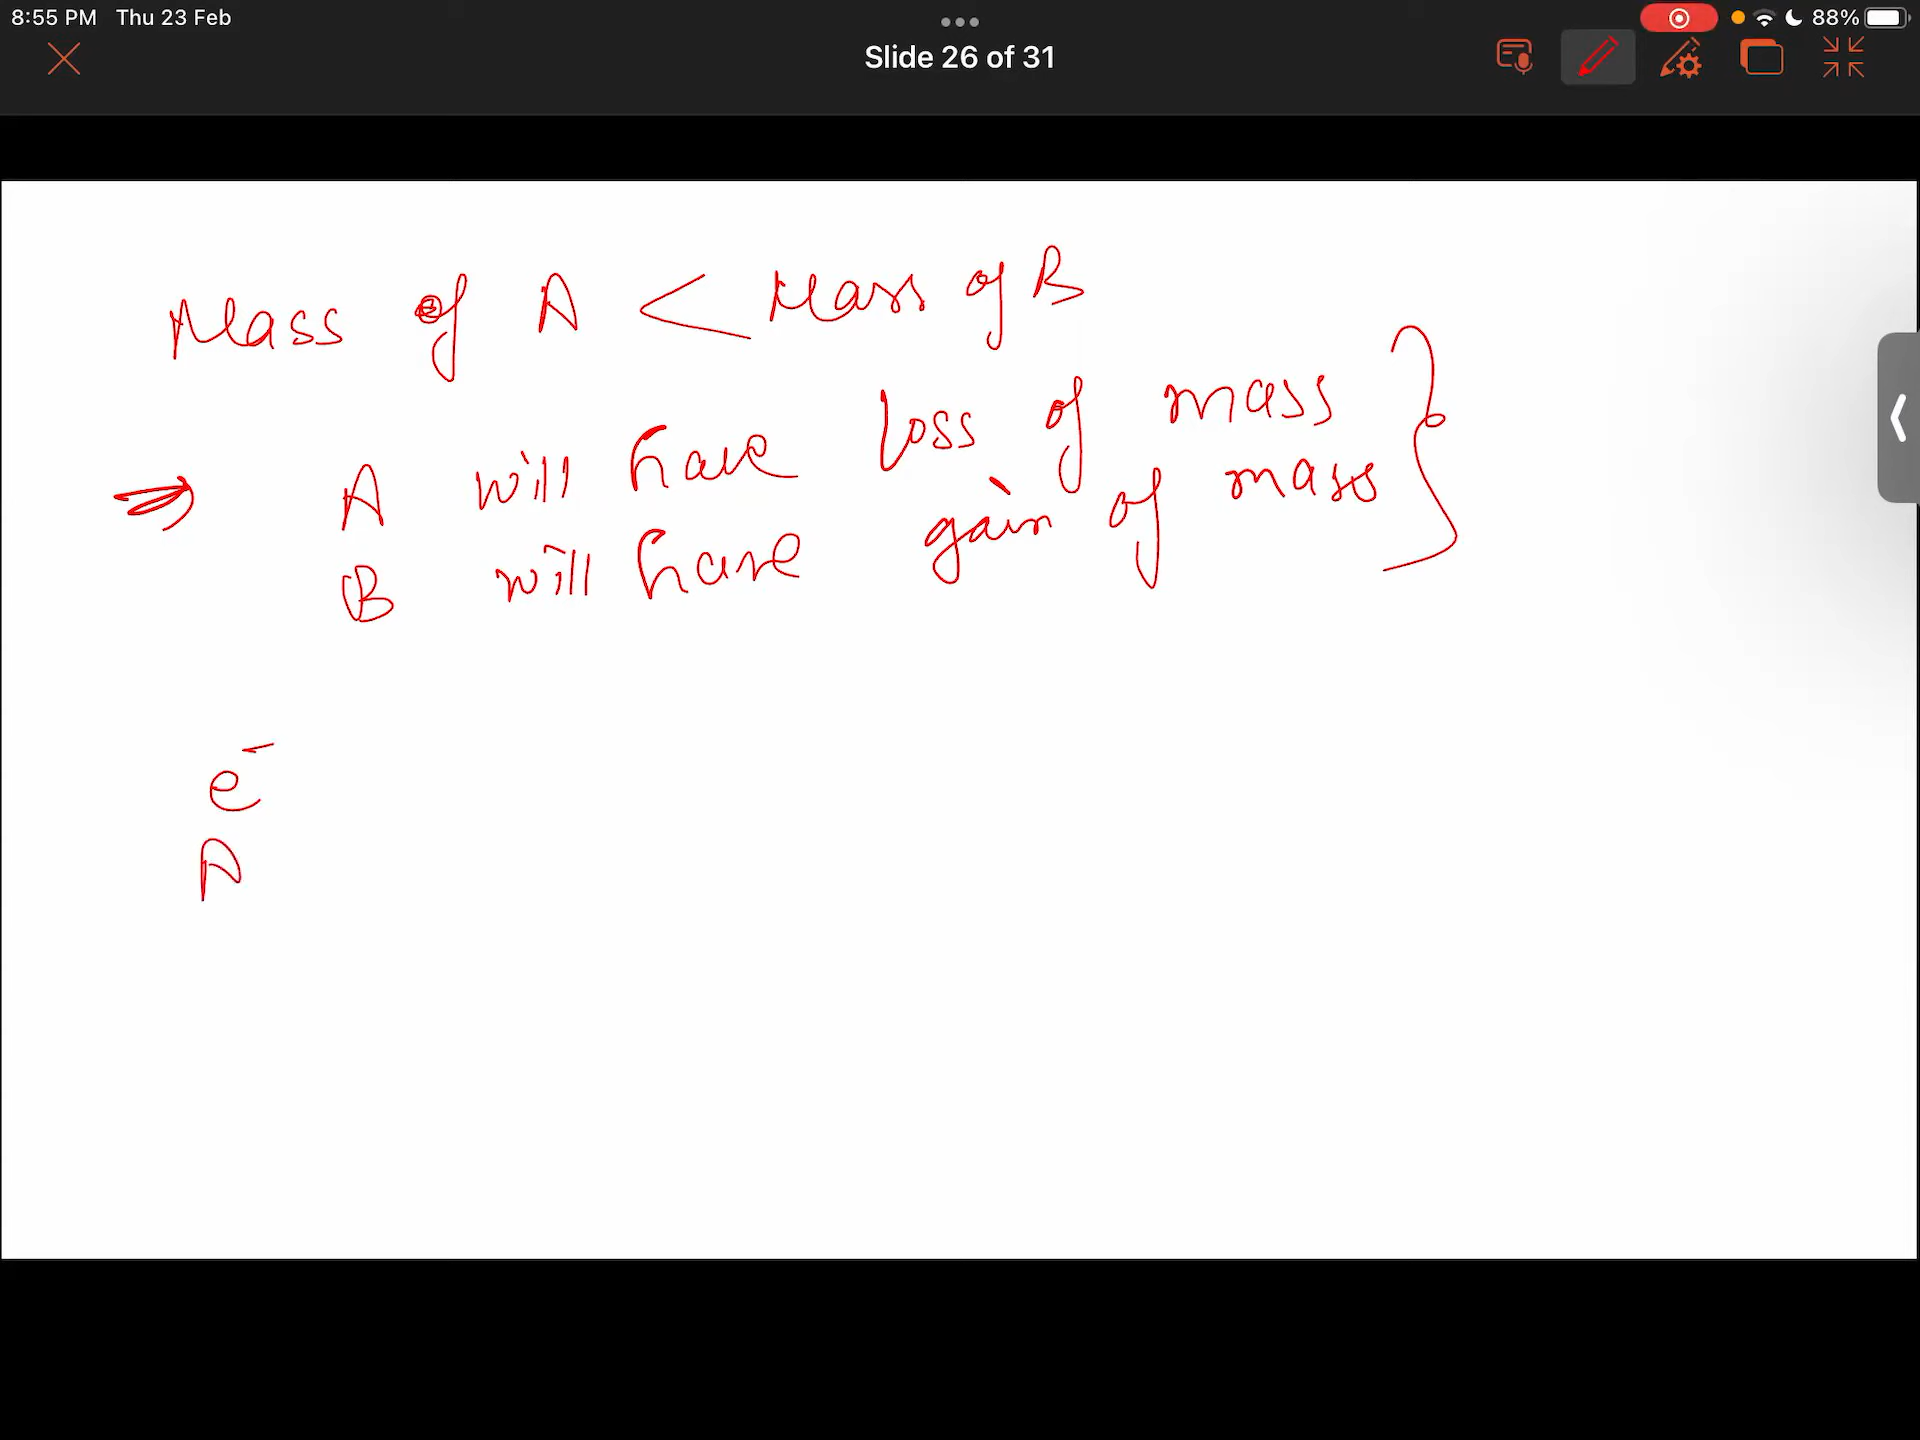 8:55 PM Thu 23 Feb
88%
Slide 26 of 31
Mass of A < Mass of B
⇒ A will have loss of mass
B will have gain of mass
e⁻
A